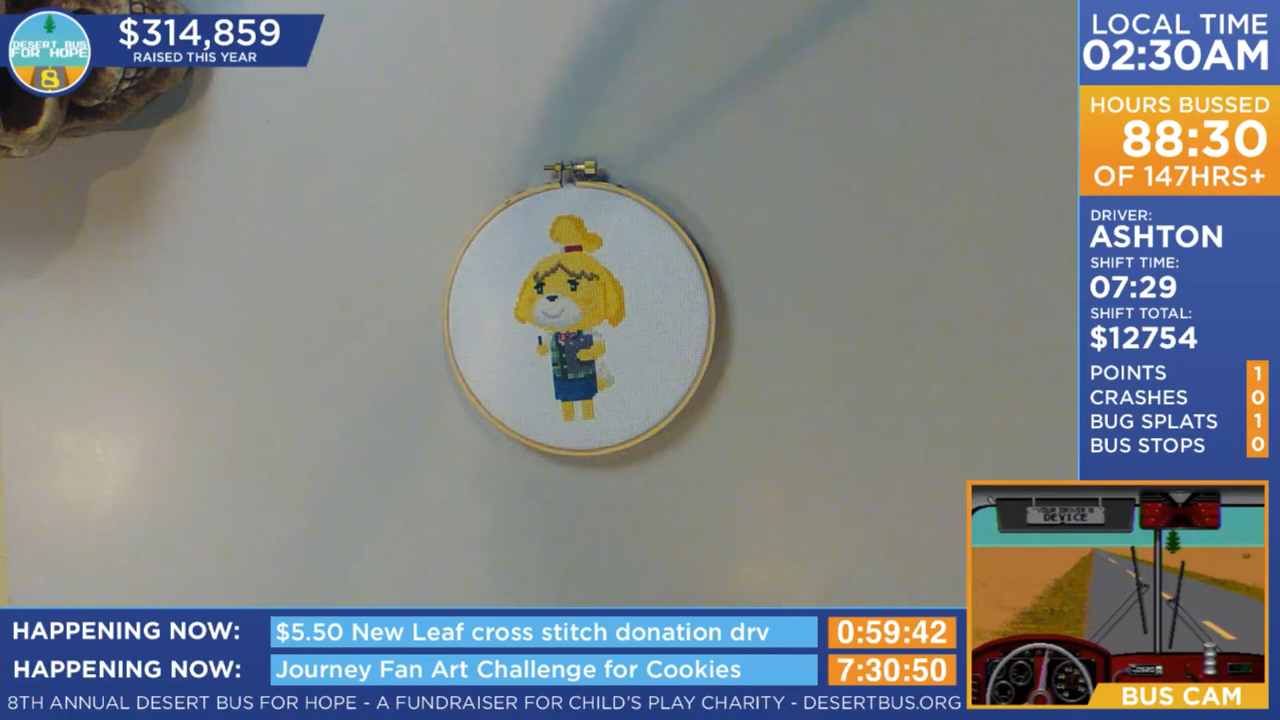 DESERT BUS
FOR HOPE
8
$314,859
RAISED THIS YEAR
LOCAL TIME
02:30AM
HOURS BUSSED
88:30
OF 147HRS+
DRIVER:
ASHTON
SHIFT TIME:
07:29
SHIFT TOTAL:
$12754
POINTS 1
CRASHES 0
BUG SPLATS 1
BUS STOPS 0
YOUR DRIVER IS
DEVICE
BUS CAM
HAPPENING NOW: $5.50 New Leaf cross stitch donation drv 0:59:42
HAPPENING NOW: Journey Fan Art Challenge for Cookies 7:30:50
8TH ANNUAL DESERT BUS FOR HOPE - A FUNDRAISER FOR CHILD'S PLAY CHARITY - DESERTBUS.ORG